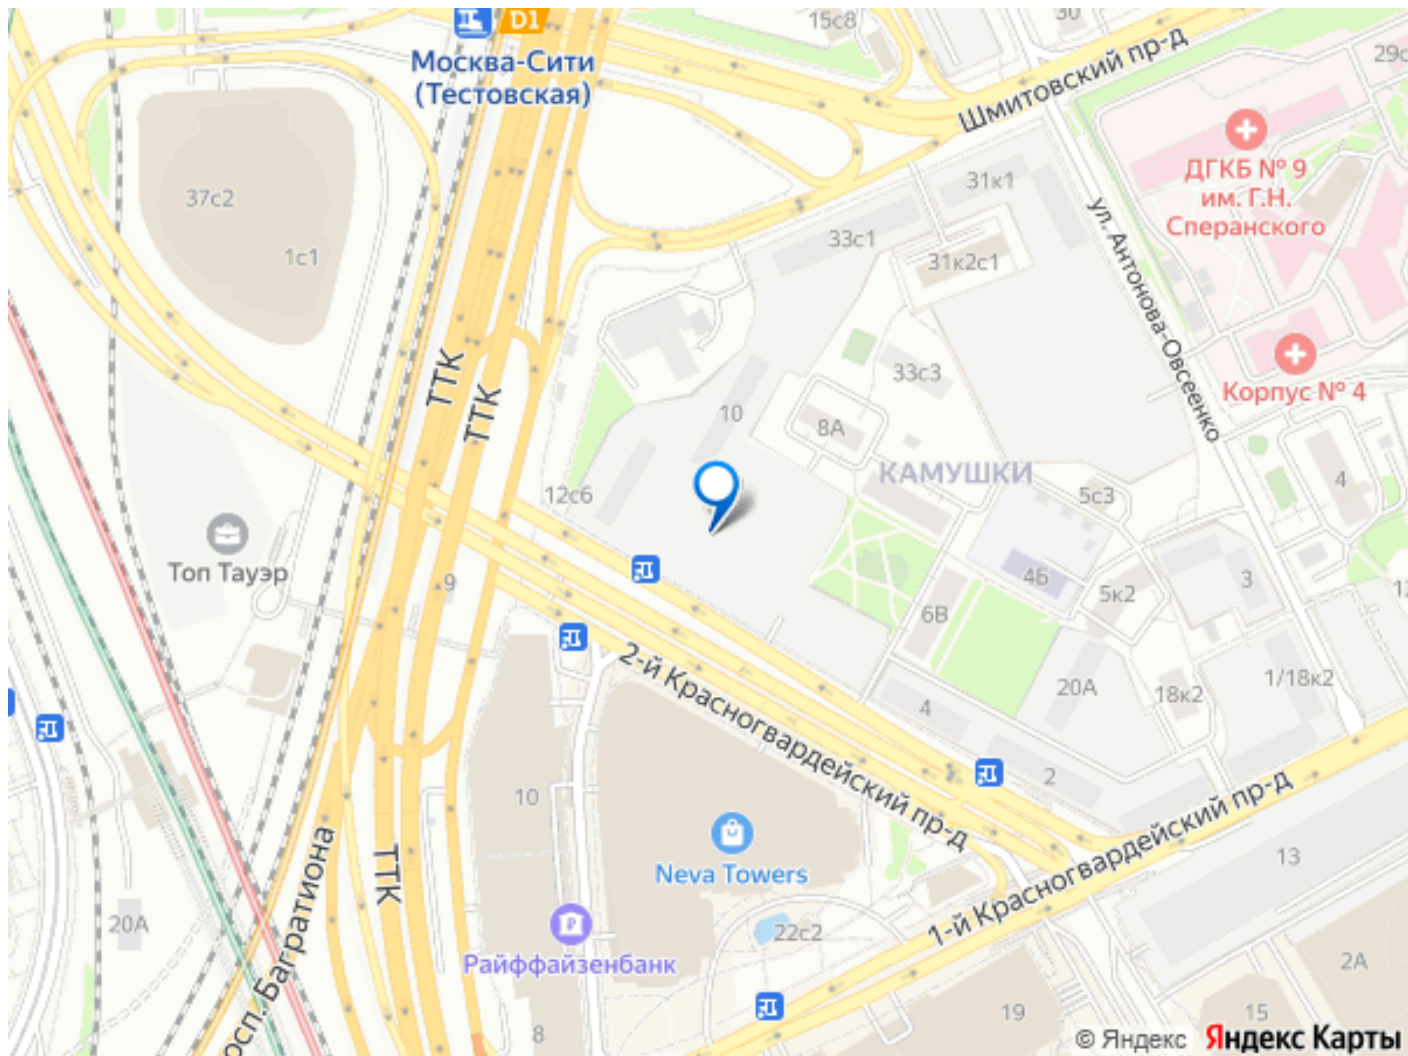 D1
Москва-Сити
(Тестовская)
15с8
30
Шмитовский пр-д
29с
ДГКБ № 9
им. Г.Н.
Сперанского
37с2
1с1
31к1
33с1
31к2с1
ул. Антонова-Овсеенко
Корпус № 4
ТТК
ТТК
10
33с3
8А
КАМУШКИ
12с6
5с3
4
Топ Тауэр
9
4Б
5к2
3
6В
2-й Красногвардейский пр-д
20А
18к2
1/18к2
4
2
10
Neva Towers
ТТК
1-й Красногвардейский пр-д
13
20А
22с2
Райффайзенбанк
просп. Багратиона
2А
8
19
15
© Яндекс Яндекс Карты